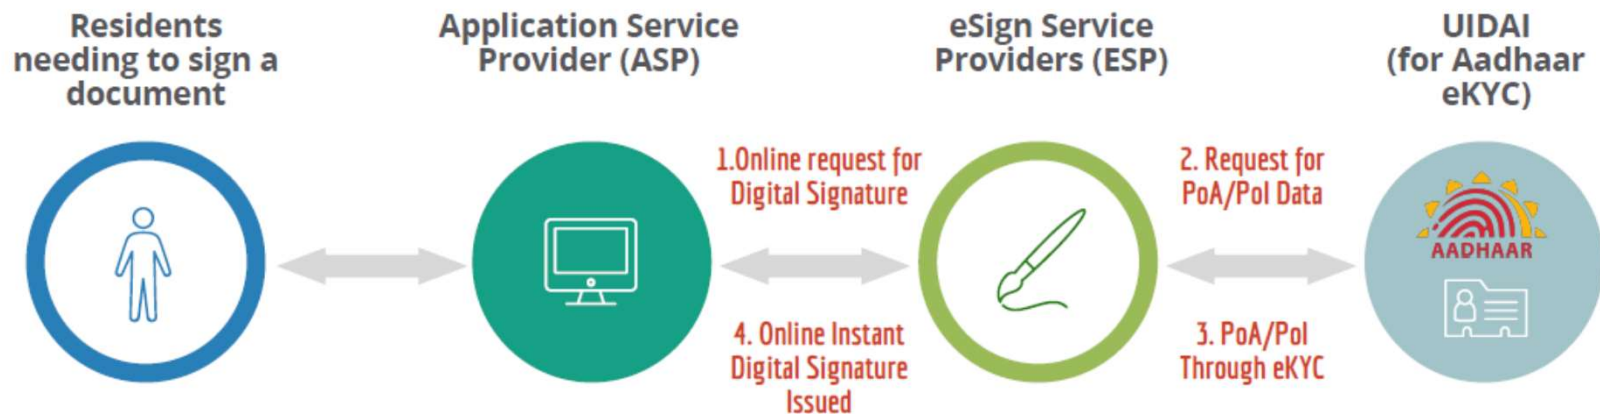 Residents
needing to sign a
document
Application Service
Provider (ASP)
eSign Service
Providers (ESP)
UIDAI
(for Aadhaar
eKYC)
1.Online request for
Digital Signature
2. Request for
PoA/PoI Data
AADHAAR
4. Online Instant
Digital Signature
Issued
3. PoA/PoI
Through eKYC